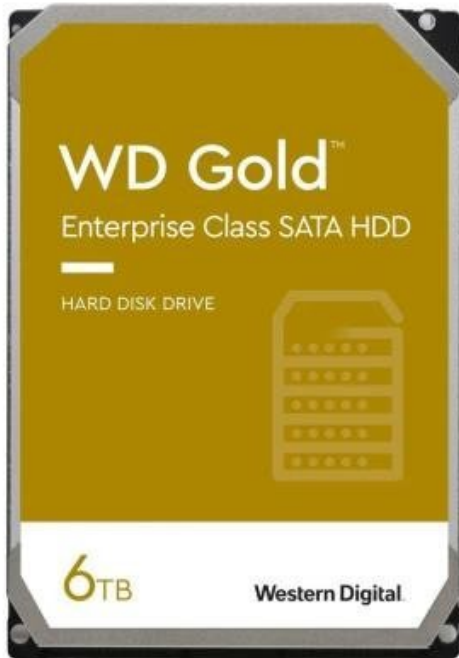 WD Gold™
Enterprise Class SATA HDD
HARD DISK DRIVE
6TB
Western Digital